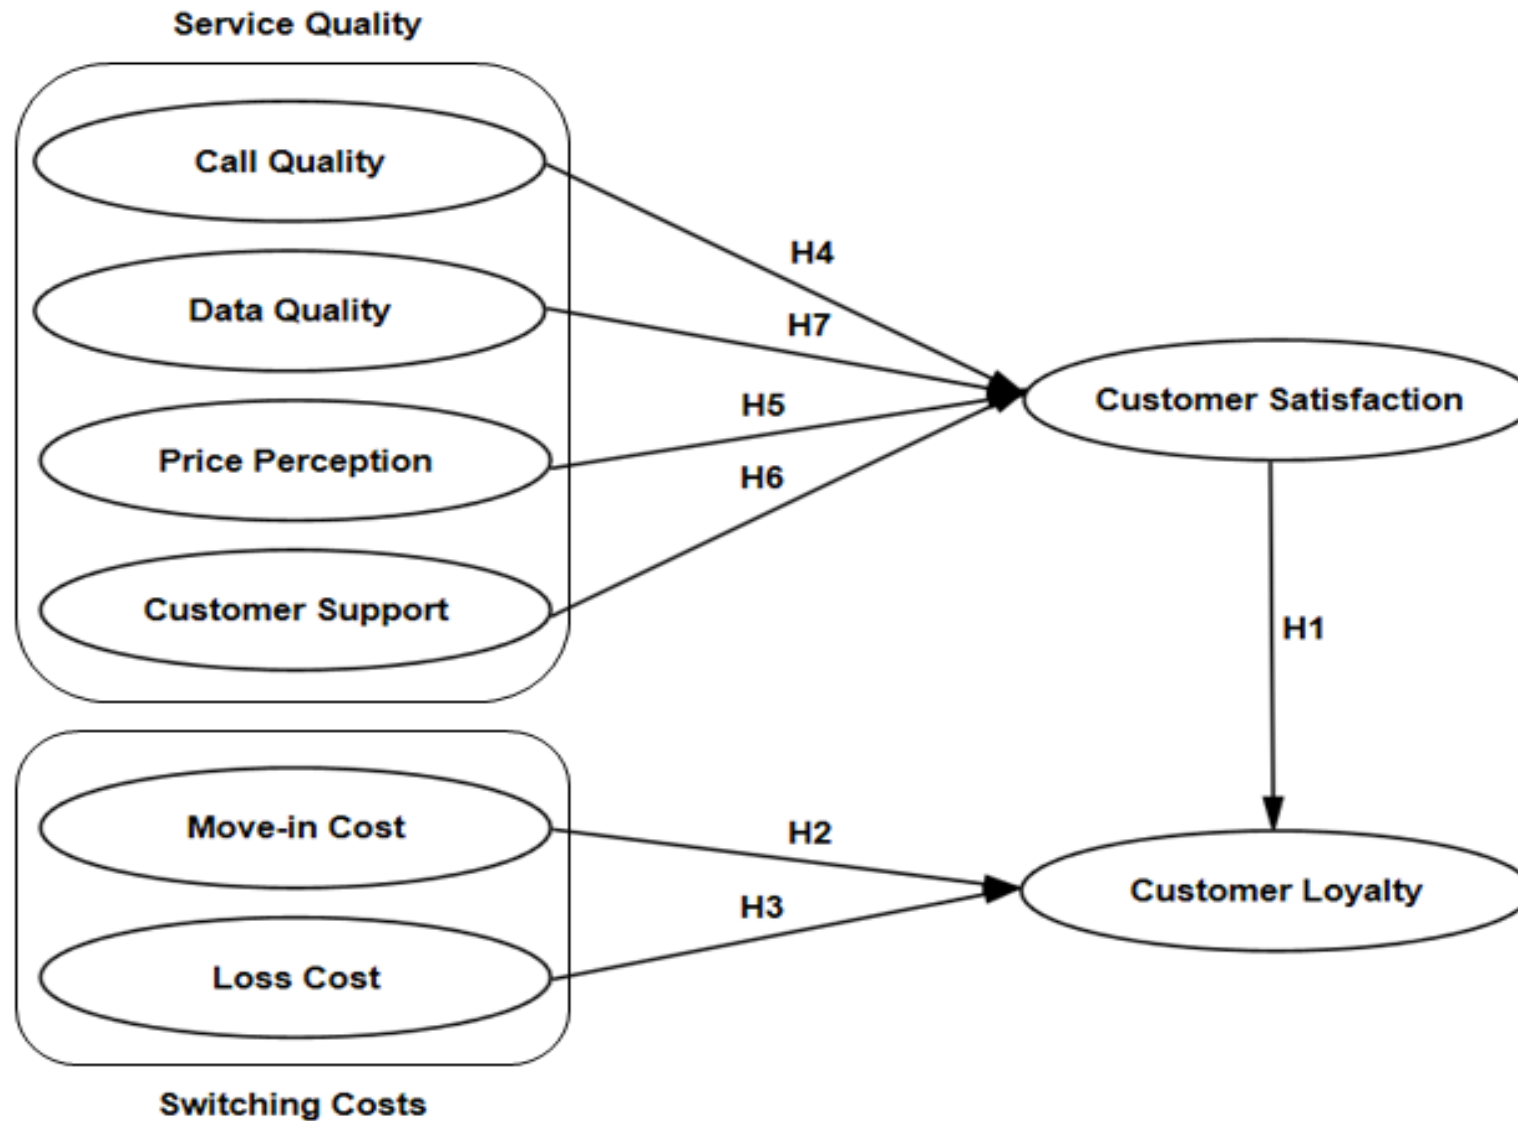 Service Quality
Call Quality
Data Quality
Price Perception
Customer Support
H4
H7
H5
H6
Customer Satisfaction
H1
Move-in Cost
Loss Cost
H2
H3
Customer Loyalty
Switching Costs